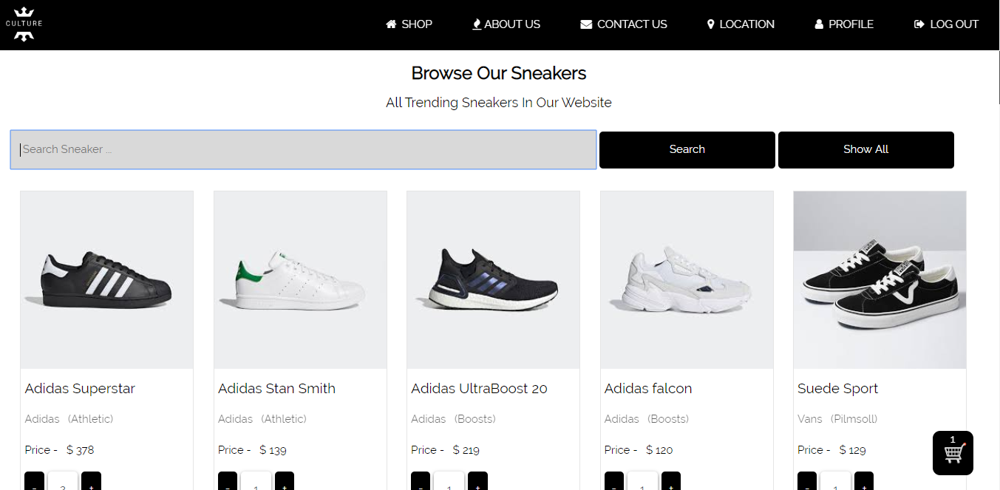 CULTURE
SHOP ABOUT US CONTACT US LOCATION PROFILE LOG OUT
Browse Our Sneakers
All Trending Sneakers In Our Website
Search Sneaker ... Search Show All
Adidas Superstar Adidas Stan Smith Adidas UltraBoost 20 Adidas falcon Suede Sport
Adidas (Athletic) Adidas (Athletic) Adidas (Boosts) Adidas (Boosts) Vans (Pilmsoll)
Price - $ 378 Price - $ 139 Price - $ 219 Price - $ 120 Price - $ 129
1
- 2 + - 1 + - 1 + - 1 + - 1 +